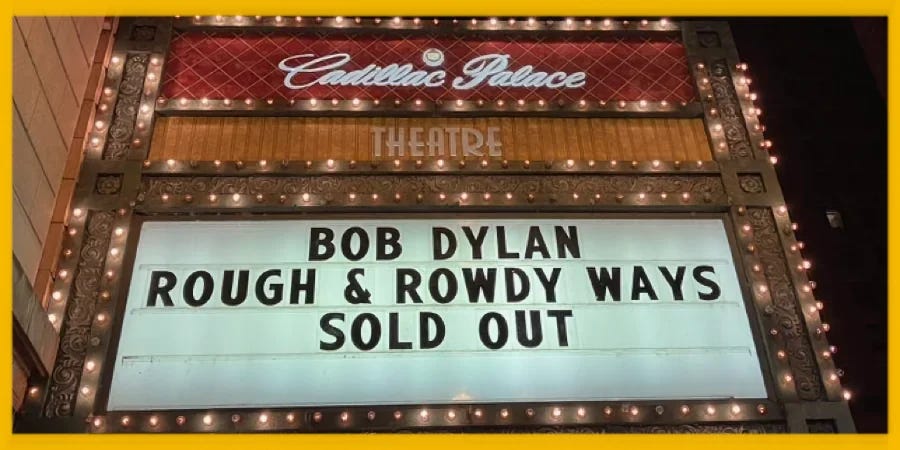 Cadillac Palace
THEATRE
BOB DYLAN
ROUGH & ROWDY WAYS
SOLD OUT